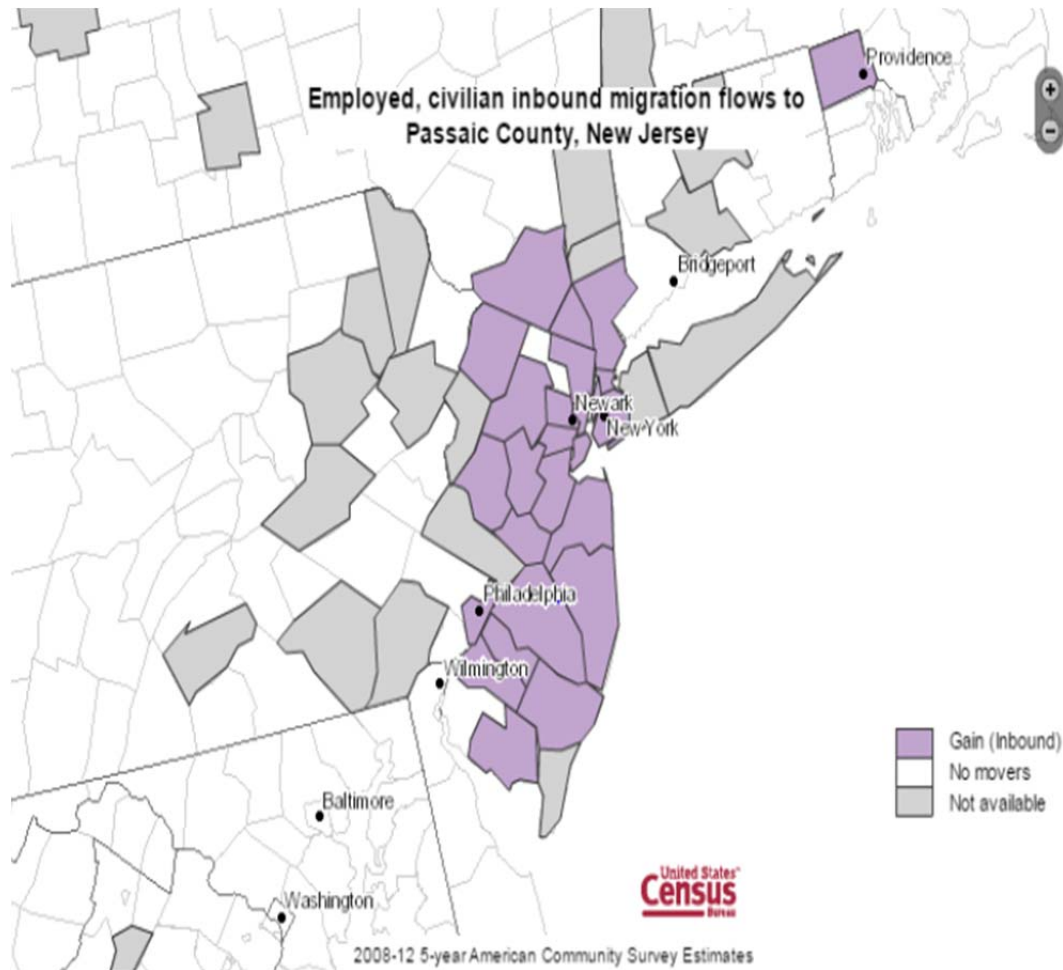 Providence
Employed, civilian inbound migration flows to
Passaic County, New Jersey
+
−
Bridgeport
Newark
New York
Philadelphia
Wilmington
Gain (Inbound)
No movers
Not available
Baltimore
United States™
Census
Bureau
Washington
2008-12 5-year American Community Survey Estimates